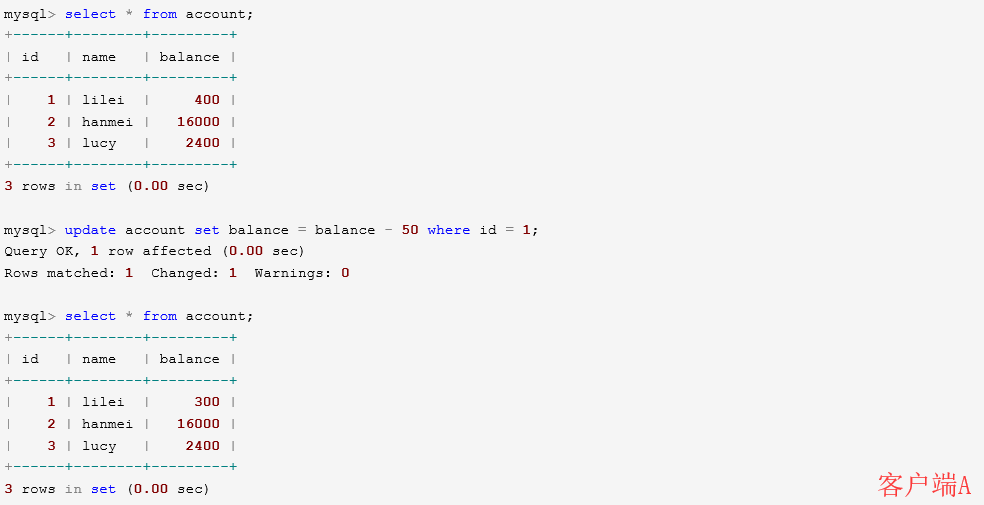 mysql> select * from account;
+------+--------+---------+
| id   | name   | balance |
+------+--------+---------+
|    1 | lilei  |     400 |
|    2 | hanmei |   16000 |
|    3 | lucy   |    2400 |
+------+--------+---------+
3 rows in set (0.00 sec)
mysql> update account set balance = balance - 50 where id = 1;
Query OK, 1 row affected (0.00 sec)
Rows matched: 1  Changed: 1  Warnings: 0
mysql> select * from account;
+------+--------+---------+
| id   | name   | balance |
+------+--------+---------+
|    1 | lilei  |     300 |
|    2 | hanmei |   16000 |
|    3 | lucy   |    2400 |
+------+--------+---------+
3 rows in set (0.00 sec)
客户端A